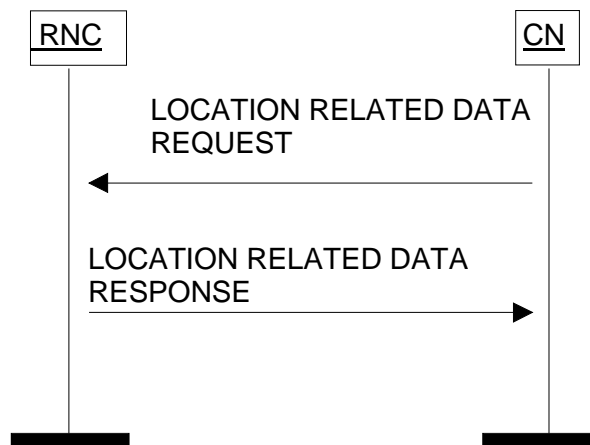 RNC
CN
LOCATION RELATED DATA
REQUEST
LOCATION RELATED DATA
RESPONSE